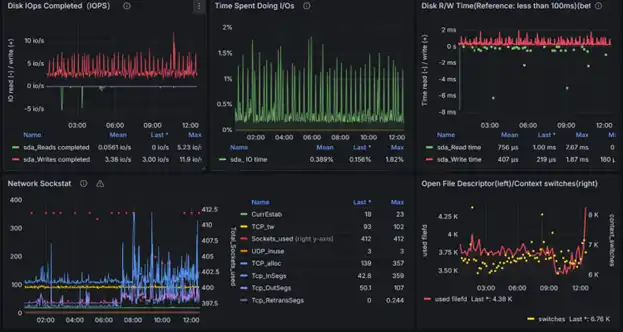 Disk IOps Completed (IOPS)
Time Spent Doing I/Os
Disk R/W Time(Reference: less than 100ms)(bet
IO read (-) / write (+)
10 io/s
5 io/s
0 io/s
-5 io/s
03:00 06:00 09:00 12:00
Name Mean Last * Max
sda_Reads completed 0.0561 io/s 0 io/s 5.23 io/s
sda_Writes completed 3.38 io/s 3.00 io/s 11.9 io/s
2%
1.5%
1%
0.5%
0%
02:00 04:00 06:00 08:00 10:00 12:00
Name Mean Last * Max
sda_IO time 0.389% 0.156% 1.82%
Time read (-) / write (+)
2 ms
0 s
-2 ms
-4 ms
-6 ms
-8 ms
03:00 06:00 09:00 12:00
Name Mean Last * Max
sda_Read time 756 µs 1.00 ms 7.67 ms 0
sda_Write time 407 µs 219 µs 1.87 ms 180 µ
Network Sockstat
400
300
200
100
0
412.5
410
407.5
405
402.5
400
397.5
Total_Sockets_used
02:00 04:00 06:00 08:00 10:00 12:00
Name Last * Max
CurrEstab 18 23
TCP_tw 93 102
Sockets_used (right y-axis) 412 412
UDP_inuse 3 3
TCP_alloc 139 357
Tcp_InSegs 42.8 359
Tcp_OutSegs 50.1 107
Tcp_RetransSegs 0 0.244
Open File Descriptor(left)/Context switches(right)
used filefd
4.25 K
4 K
3.75 K
3.50 K
9 K
8 K
7 K
6 K
context_switches
03:00 06:00 09:00 12:00
used filefd Last *: 4.38 K
switches Last *: 6.76 K